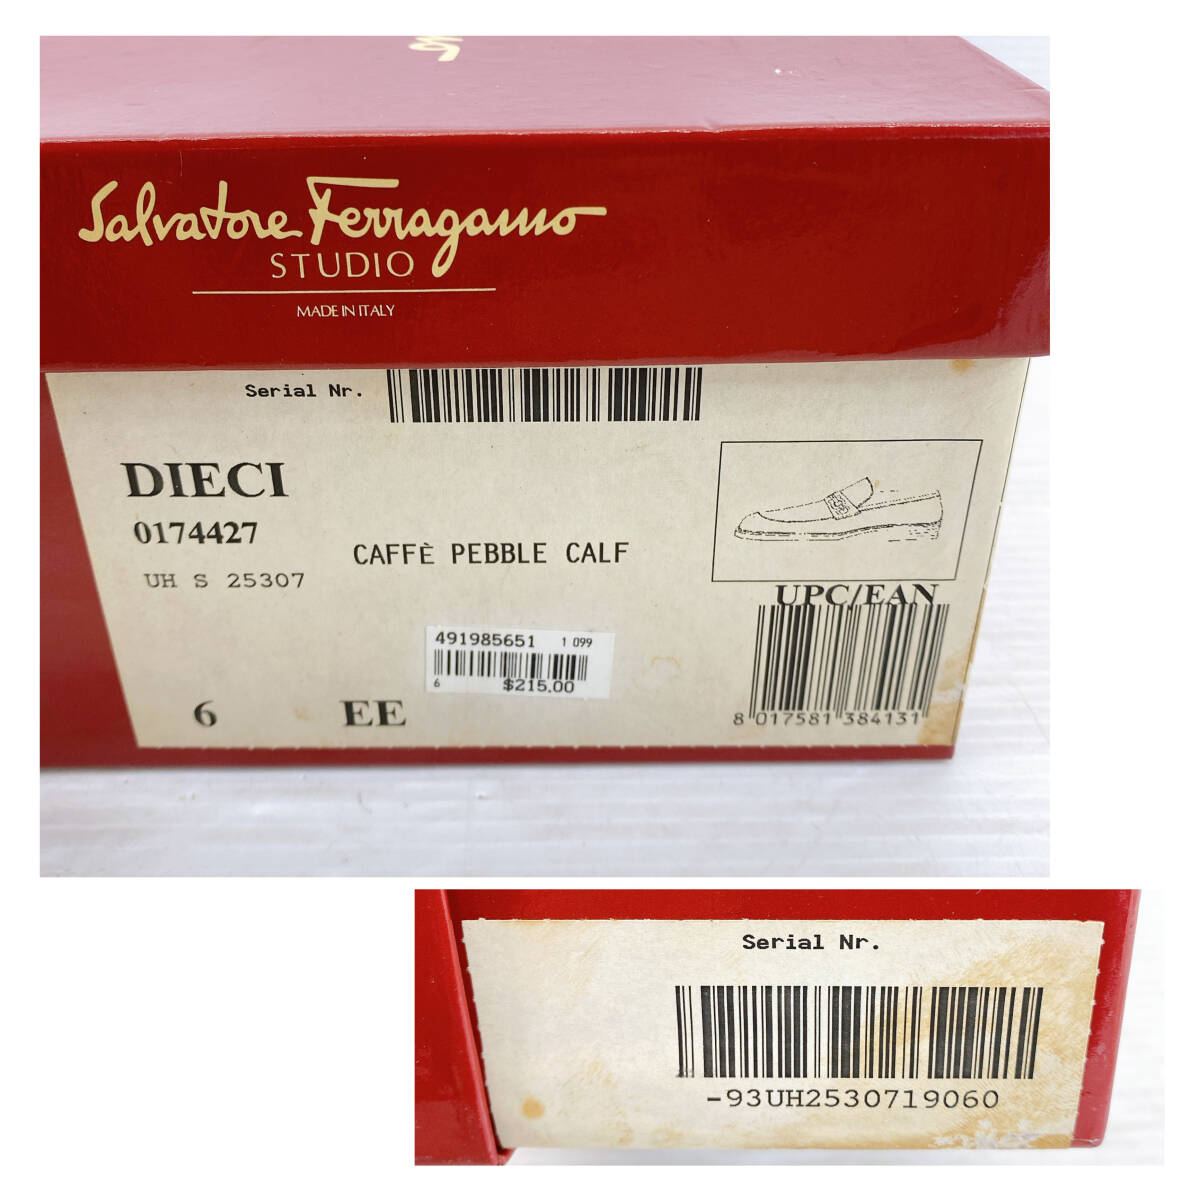 Salvatore Ferragamo
STUDIO
MADE IN ITALY
Serial Nr.
DIECI
0174427
CAFFÈ PEBBLE CALF
UH S 25307
UPC/EAN
491985651 1 099
6 $215.00
6 EE
8 017581 384131
Serial Nr.
-93UH2530719060